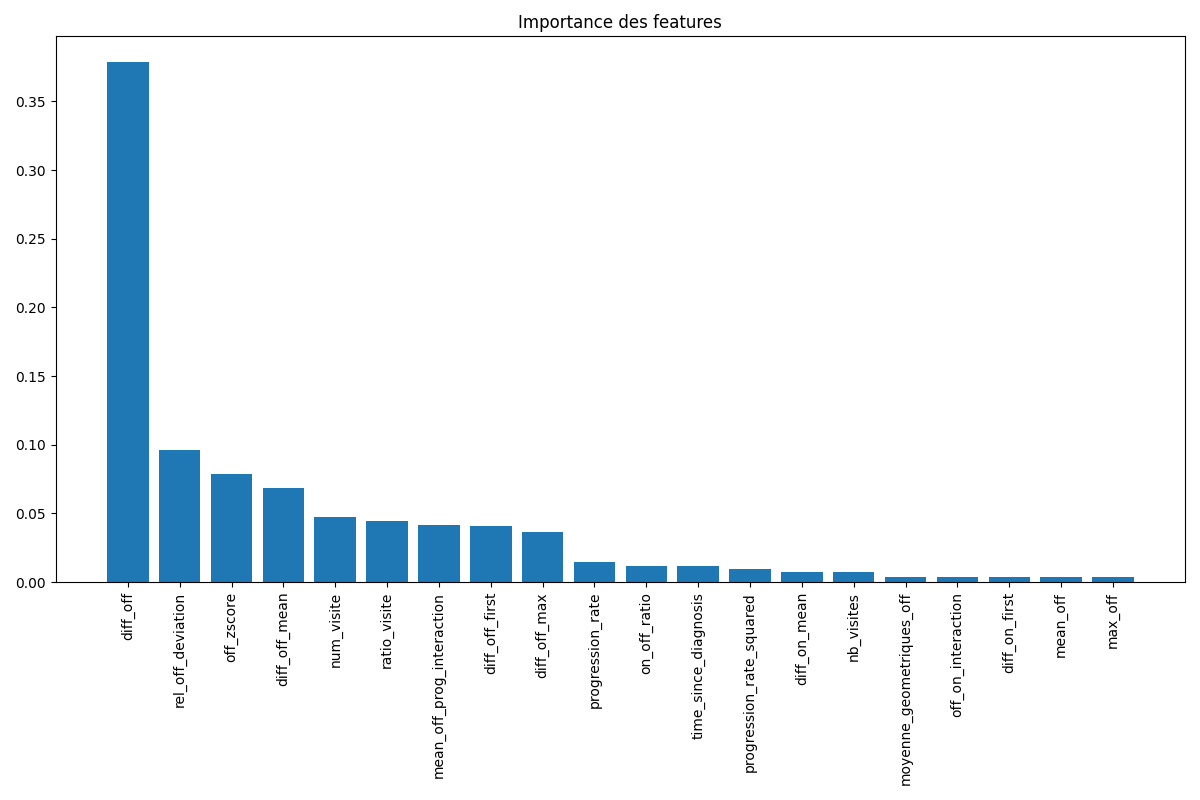 Importance des features
0.35
0.30
0.25
0.20
0.15
0.10
0.05
0.00
diff_off
rel_off_deviation
off_zscore
diff_off_mean
num_visite
ratio_visite
mean_off_prog_interaction
diff_off_first
diff_off_max
progression_rate
on_off_ratio
time_since_diagnosis
progression_rate_squared
diff_on_mean
nb_visites
moyenne_geometriques_off
off_on_interaction
diff_on_first
mean_off
max_off